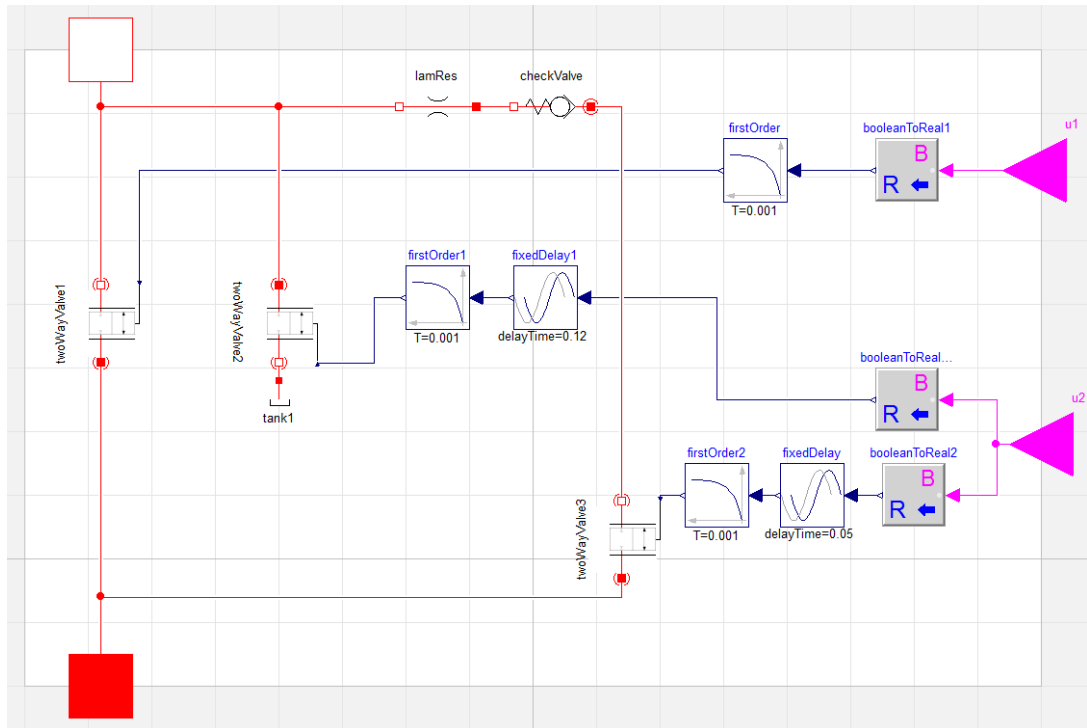 lamRes
checkValve
u1
firstOrder
booleanToReal1
B
R
T=0.001
twoWayValve1
twoWayValve2
firstOrder1
fixedDelay1
T=0.001
delayTime=0.12
tank1
booleanToReal...
B
R
u2
twoWayValve3
firstOrder2
fixedDelay
booleanToReal2
B
R
T=0.001
delayTime=0.05